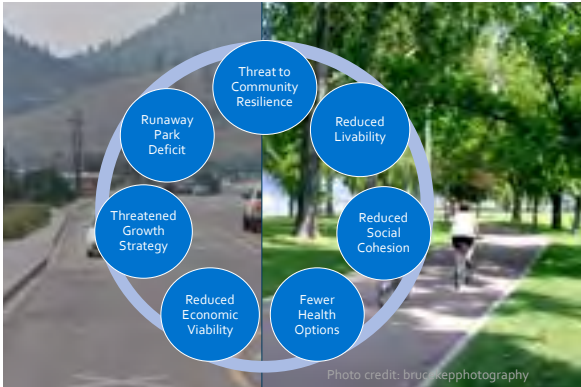 Threat to
Community
Resilience
Reduced
Livability
Reduced
Social
Cohesion
Fewer
Health
Options
Reduced
Economic
Viability
Threatened
Growth
Strategy
Runaway
Park
Deficit
Photo credit: brucekepphotography